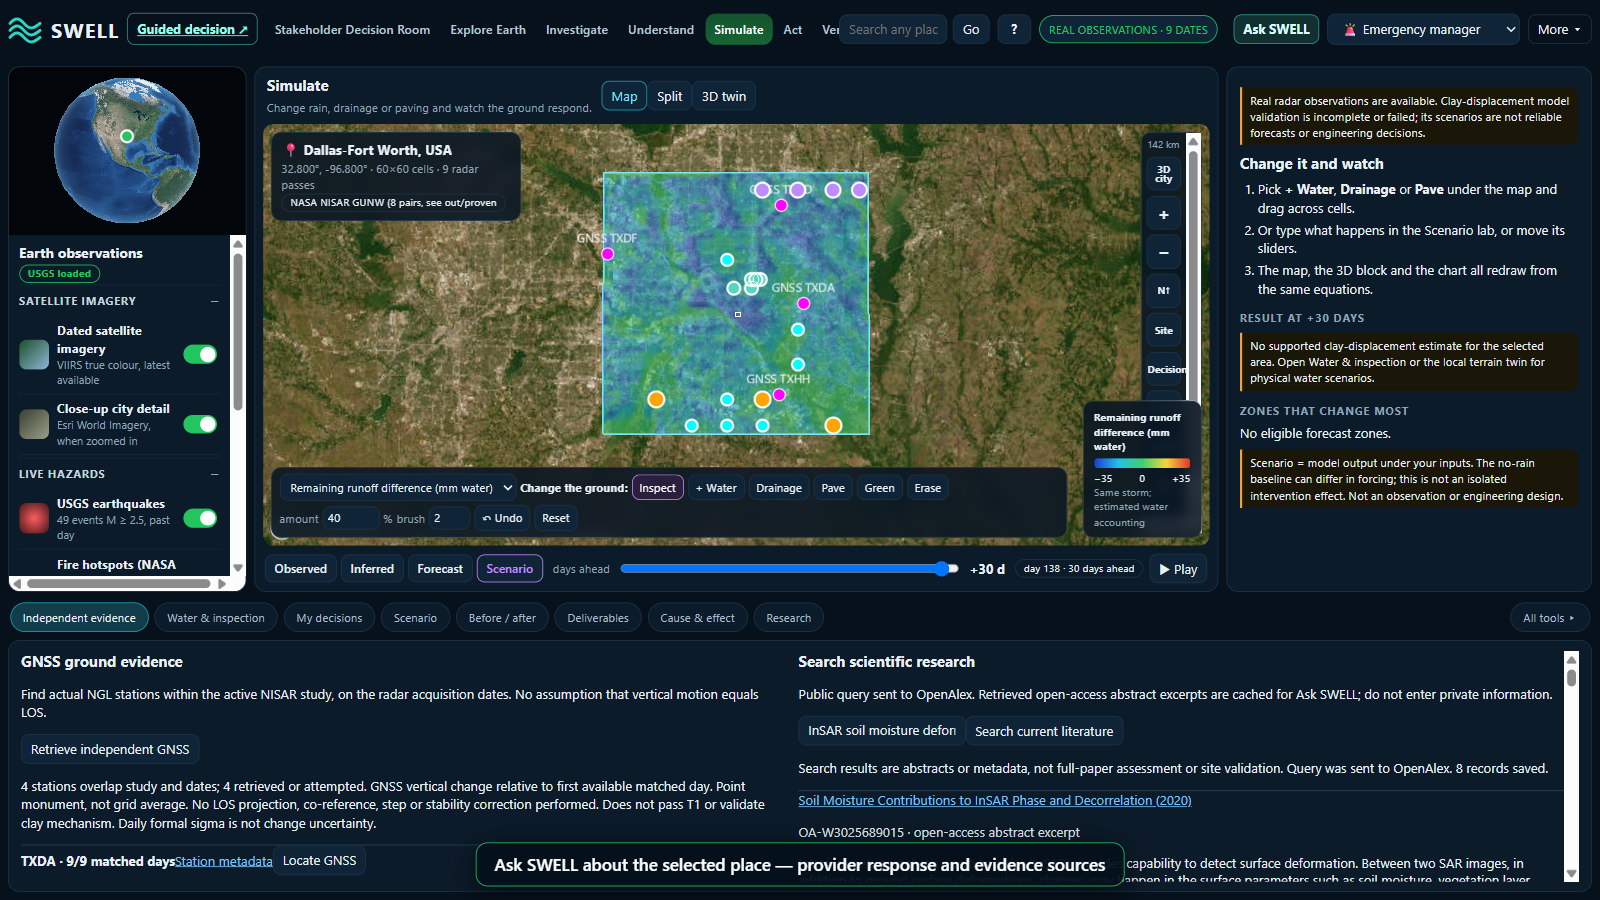 SWELL
Guided decision ↗
Stakeholder Decision Room
Explore Earth
Investigate
Understand
Simulate
Act
Ver
Search any plac
Go
?
REAL OBSERVATIONS · 9 DATES
Ask SWELL
Emergency manager
More
Earth observations
USGS loaded
SATELLITE IMAGERY
Dated satellite
imagery
VIIRS true colour, latest
available
Close-up city detail
Esri World Imagery,
when zoomed in
LIVE HAZARDS
USGS earthquakes
49 events M ≥ 2.5, past
day
Fire hotspots (NASA
Simulate
Change rain, drainage or paving and watch the ground respond.
Map
Split
3D twin
Dallas-Fort Worth, USA
32.800°, -96.800° · 60×60 cells · 9 radar
passes
NASA NISAR GUNW (8 pairs, see out/proven
GNSS TXDF
GNSS TXDA
GNSS TXHH
142 km
3D
city
+
−
N↑
Site
Decision
Remaining runoff
difference (mm
water)
−35 0 +35
Same storm;
estimated water
accounting
Remaining runoff difference (mm water)
Change the ground:
Inspect
+ Water
Drainage
Pave
Green
Erase
amount 40 % brush 2
↶ Undo
Reset
Observed
Inferred
Forecast
Scenario
days ahead
+30 d
day 138 · 30 days ahead
▶ Play
Real radar observations are available. Clay-displacement model
validation is incomplete or failed; its scenarios are not reliable
forecasts or engineering decisions.
Change it and watch
1. Pick + Water, Drainage or Pave under the map and
drag across cells.
2. Or type what happens in the Scenario lab, or move its
sliders.
3. The map, the 3D block and the chart all redraw from
the same equations.
RESULT AT +30 DAYS
No supported clay-displacement estimate for the selected
area. Open Water & inspection or the local terrain twin for
physical water scenarios.
ZONES THAT CHANGE MOST
No eligible forecast zones.
Scenario = model output under your inputs. The no-rain
baseline can differ in forcing; this is not an isolated
intervention effect. Not an observation or engineering design.
Independent evidence
Water & inspection
My decisions
Scenario
Before / after
Deliverables
Cause & effect
Research
All tools
GNSS ground evidence
Find actual NGL stations within the active NISAR study, on the radar acquisition dates. No assumption that vertical motion equals
LOS.
Retrieve independent GNSS
4 stations overlap study and dates; 4 retrieved or attempted. GNSS vertical change relative to first available matched day. Point
monument, not grid average. No LOS projection, co-reference, step or stability correction performed. Does not pass T1 or validate
clay mechanism. Daily formal sigma is not change uncertainty.
TXDA · 9/9 matched days Station metadata
Locate GNSS
Search scientific research
Public query sent to OpenAlex. Retrieved open-access abstract excerpts are cached for Ask SWELL; do not enter private information.
InSAR soil moisture defor
Search current literature
Search results are abstracts or metadata, not full-paper assessment or site validation. Query was sent to OpenAlex. 8 records saved.
Soil Moisture Contributions to InSAR Phase and Decorrelation (2020)
OA-W3025689015 · open-access abstract excerpt
capability to detect surface deformation. Between two SAR images, in
happen in the surface parameters such as soil moisture, vegetation layer
Ask SWELL about the selected place — provider response and evidence sources